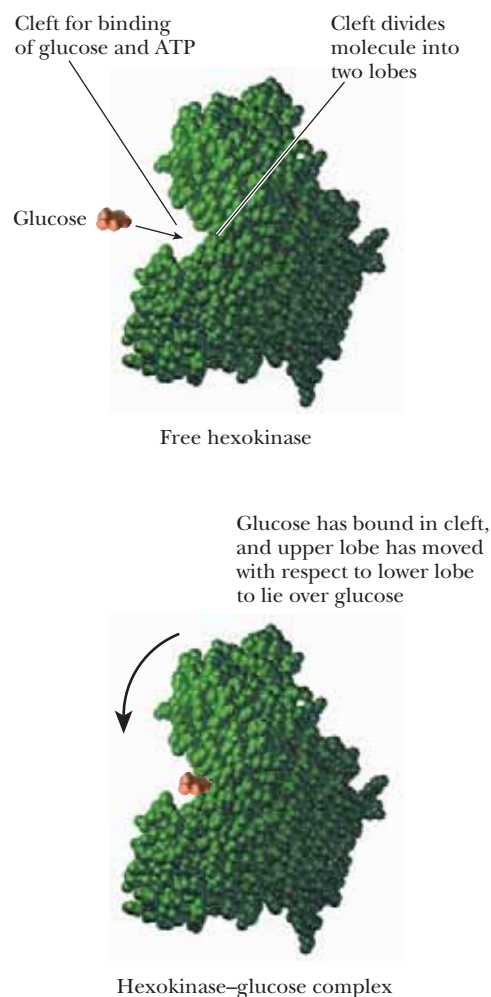 Cleft for binding
of glucose and ATP
Cleft divides
molecule into
two lobes
Glucose
Free hexokinase
Glucose has bound in cleft,
and upper lobe has moved
with respect to lower lobe
to lie over glucose
Hexokinase–glucose complex